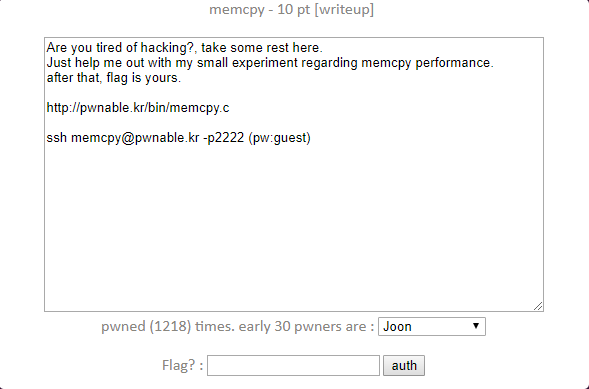 memcpy - 10 pt [writeup]
Are you tired of hacking?, take some rest here.
Just help me out with my small experiment regarding memcpy performance.
after that, flag is yours.
http://pwnable.kr/bin/memcpy.c
ssh memcpy@pwnable.kr -p2222 (pw:guest)
pwned (1218) times. early 30 pwners are : Joon
Flag? : auth